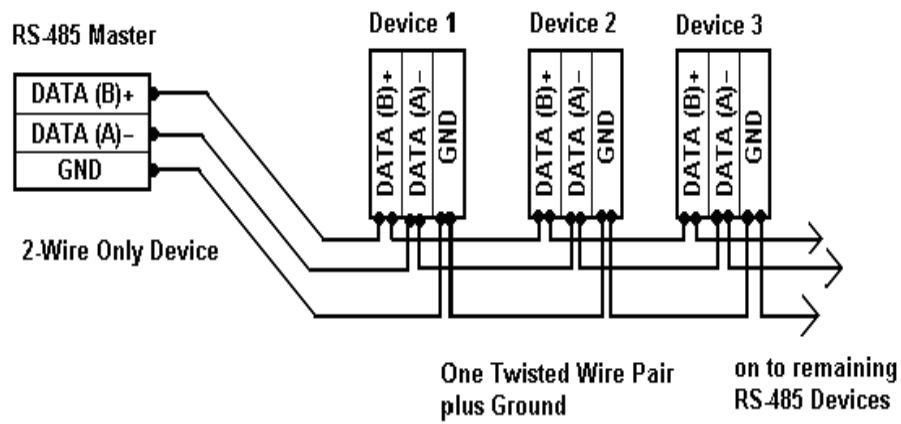 RS-485 Master
DATA (B)+
DATA (A)−
GND
2-Wire Only Device
Device 1
DATA (B)+
DATA (A)−
GND
Device 2
DATA (B)+
DATA (A)−
GND
Device 3
DATA (B)+
DATA (A)−
GND
One Twisted Wire Pair
plus Ground
on to remaining
RS-485 Devices